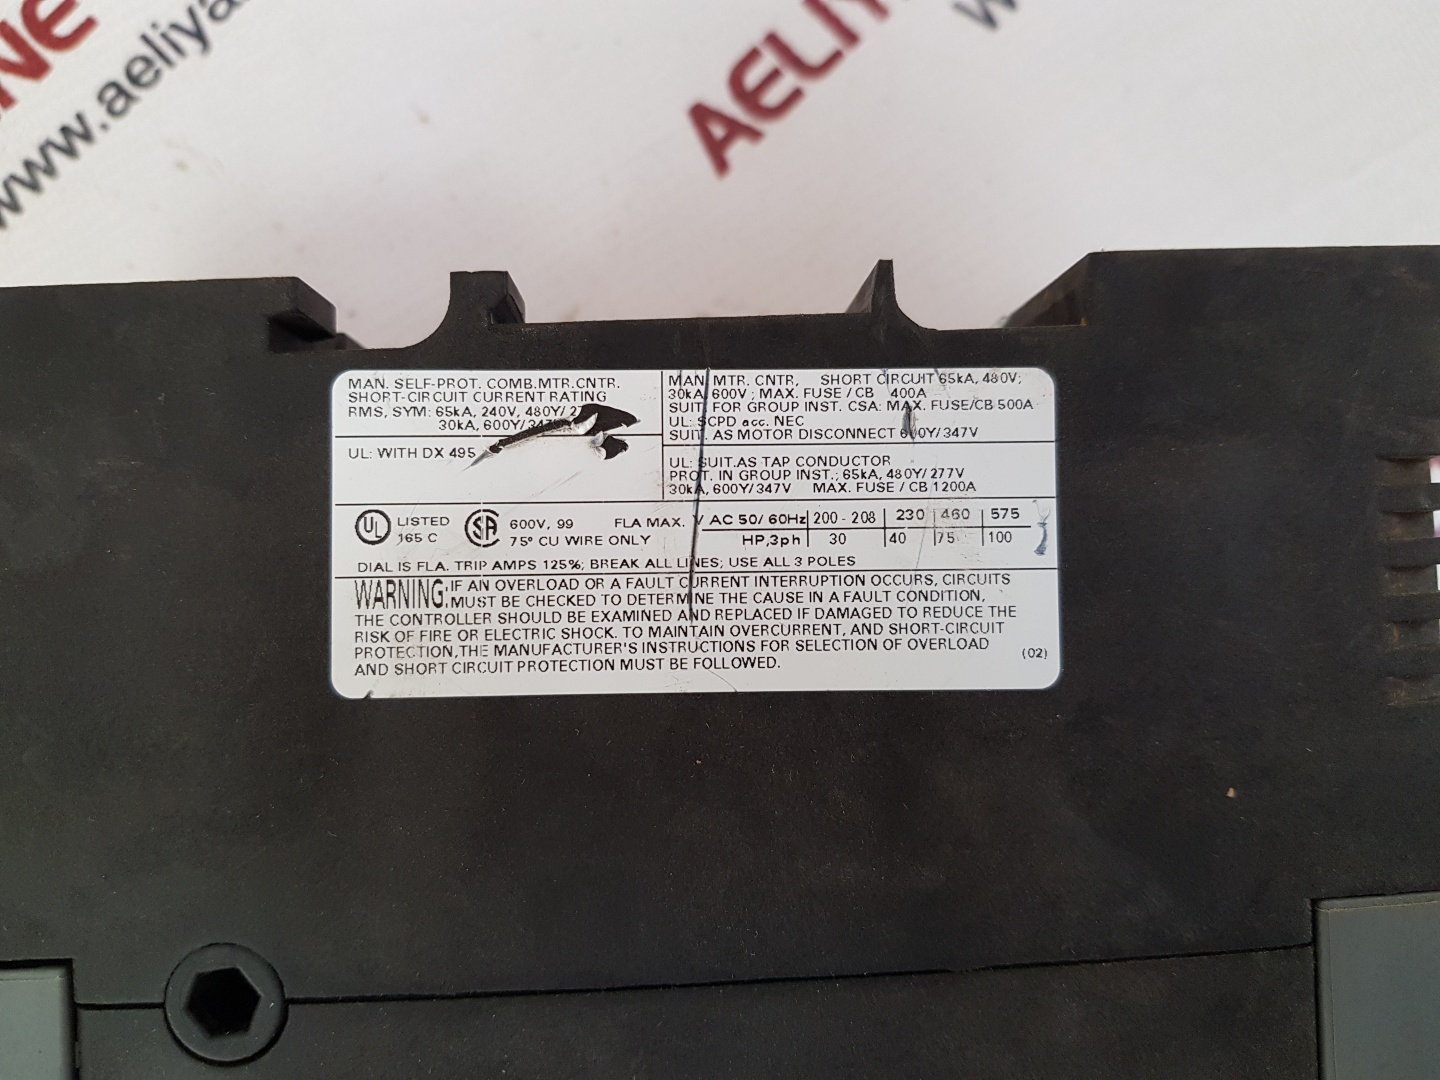 NE
www.aeliya
AELIY
w
MAN. SELF-PROT. COMB.MTR.CNTR.
SHORT-CIRCUIT CURRENT RATING
RMS, SYM: 65kA, 240V, 480Y/
30kA, 600Y/347
UL: WITH DX 495
MAN. MTR. CNTR, SHORT CIRCUIT 65kA, 480V;
30kA, 600V; MAX. FUSE / CB 400A
SUIT. FOR GROUP INST. CSA: MAX. FUSE/CB 500A
UL: SCPD acc. NEC
SUIT. AS MOTOR DISCONNECT 600Y/347V
UL: SUIT.AS TAP CONDUCTOR
PROT. IN GROUP INST.; 65kA, 480Y/277V
30kA, 600Y/347V MAX. FUSE / CB 1200A
UL LISTED 165 C
SA 600V, 99 FLA MAX.
75° CU WIRE ONLY
V AC 50/60Hz 200 - 208 230 460 575
HP,3ph 30 40 75 100
DIAL IS FLA. TRIP AMPS 125%; BREAK ALL LINES; USE ALL 3 POLES
WARNING: IF AN OVERLOAD OR A FAULT CURRENT INTERRUPTION OCCURS, CIRCUITS
MUST BE CHECKED TO DETERMINE THE CAUSE IN A FAULT CONDITION,
THE CONTROLLER SHOULD BE EXAMINED AND REPLACED IF DAMAGED TO REDUCE THE
RISK OF FIRE OR ELECTRIC SHOCK. TO MAINTAIN OVERCURRENT, AND SHORT-CIRCUIT
PROTECTION,THE MANUFACTURER'S INSTRUCTIONS FOR SELECTION OF OVERLOAD
AND SHORT CIRCUIT PROTECTION MUST BE FOLLOWED.
(02)